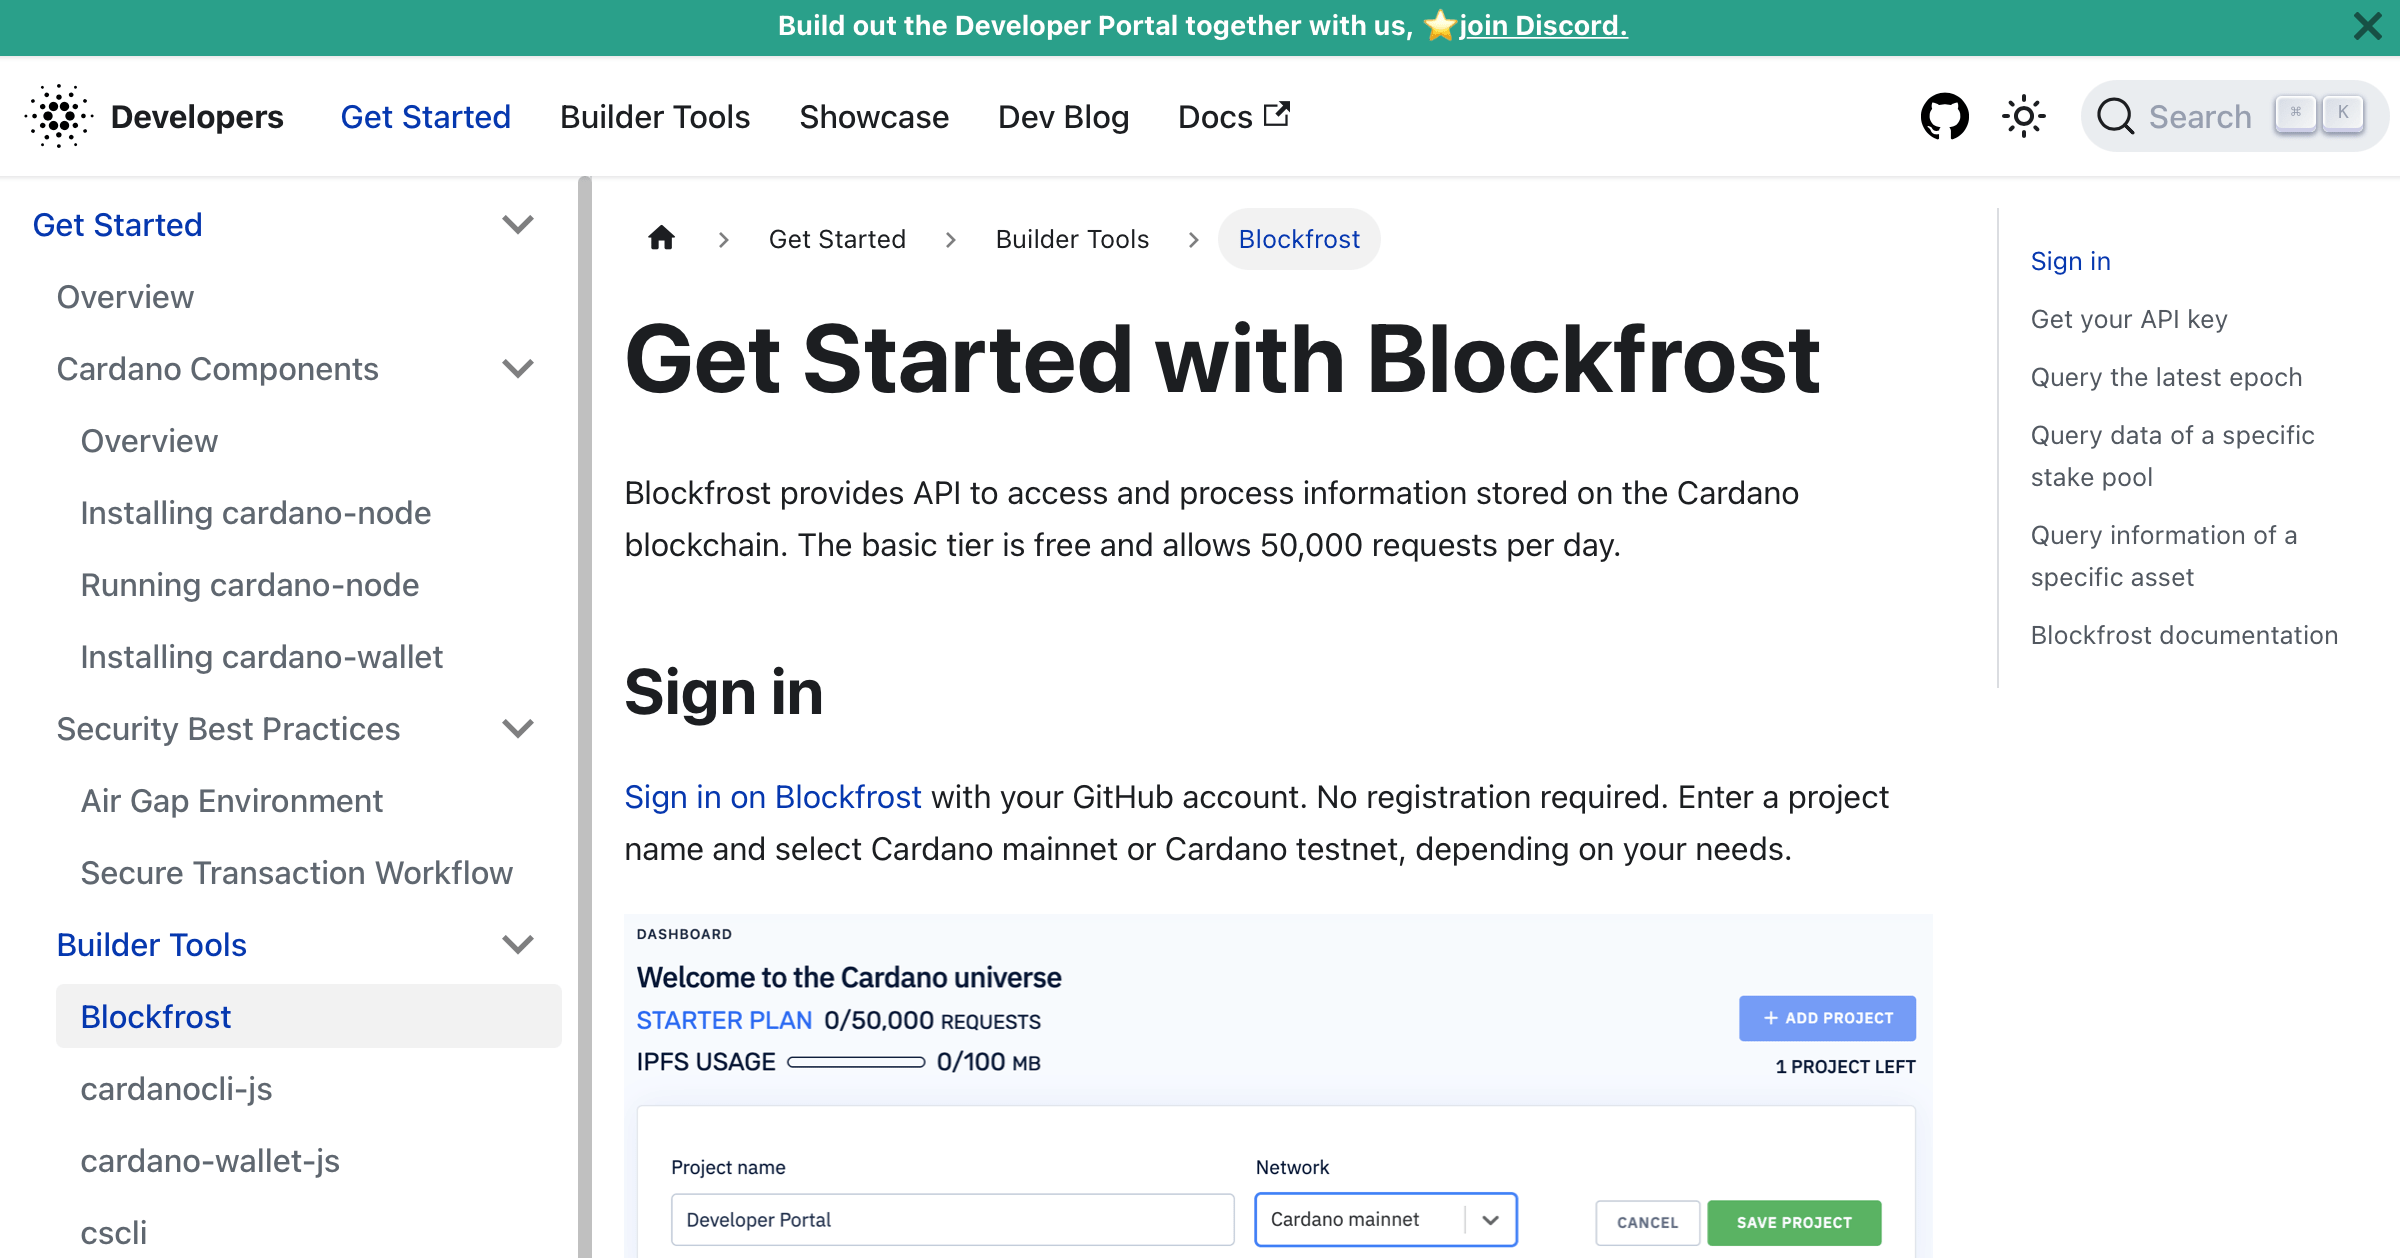 Build out the Developer Portal together with us, ⭐️join Discord.
Developers
Get Started
Builder Tools
Showcase
Dev Blog
Docs
Search
⌘
K
Get Started
Overview
Cardano Components
Overview
Installing cardano-node
Running cardano-node
Installing cardano-wallet
Security Best Practices
Air Gap Environment
Secure Transaction Workflow
Builder Tools
Blockfrost
cardanocli-js
cardano-wallet-js
cscli
Get Started
Builder Tools
Blockfrost
Get Started with Blockfrost
Blockfrost provides API to access and process information stored on the Cardano
blockchain. The basic tier is free and allows 50,000 requests per day.
Sign in
Sign in on Blockfrost with your GitHub account. No registration required. Enter a project
name and select Cardano mainnet or Cardano testnet, depending on your needs.
DASHBOARD
Welcome to the Cardano universe
STARTER PLAN 0/50,000 REQUESTS
+ ADD PROJECT
IPFS USAGE 0/100 MB
1 PROJECT LEFT
Project name
Network
Developer Portal
Cardano mainnet
CANCEL
SAVE PROJECT
Sign in
Get your API key
Query the latest epoch
Query data of a specific
stake pool
Query information of a
specific asset
Blockfrost documentation